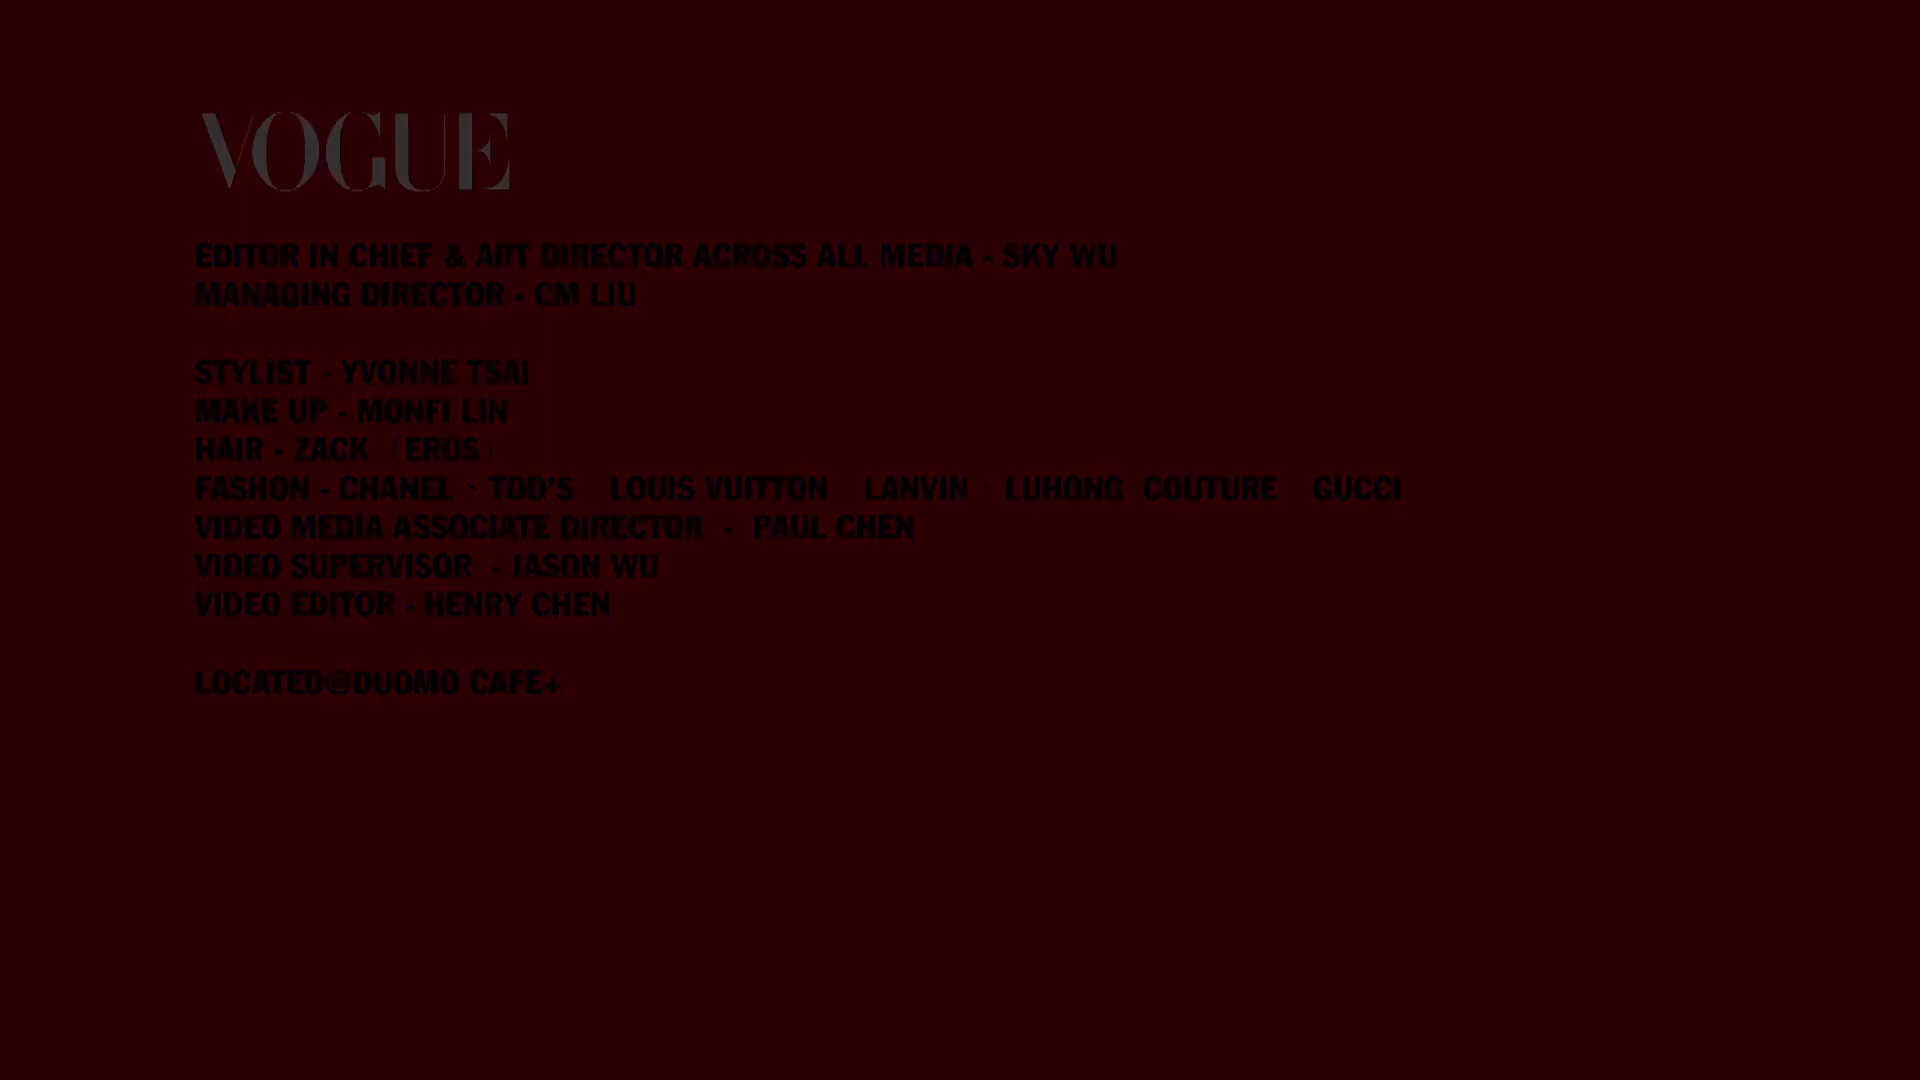 VOGUE
EDITOR IN CHIEF & ART DIRECTOR ACROSS ALL MEDIA - SKY WU
MANAGING DIRECTOR - CM LIU
STYLIST - YVONNE TSAI
MAKE UP - MONFI LIN
HAIR - ZACK （EROS）
FASHON - CHANEL · TOD'S LOUIS VUITTON LANVIN · LUHONG COUTURE GUCCI
VIDEO MEDIA ASSOCIATE DIRECTOR - PAUL CHEN
VIDEO SUPERVISOR - IASON WU
VIDEO EDITOR - HENRY CHEN
LOCATED@DUOMO CAFÉ+